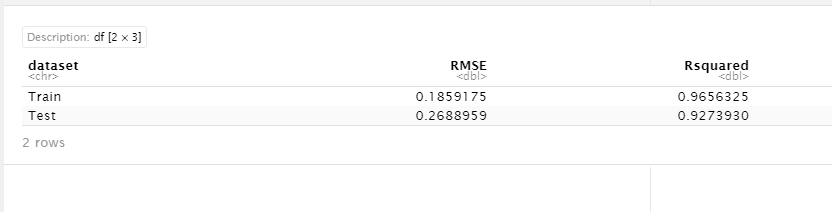 Description: df [2 × 3]
dataset RMSE Rsquared
<chr> <dbl> <dbl>
Train 0.1859175 0.9656325
Test 0.2688959 0.9273930
2 rows